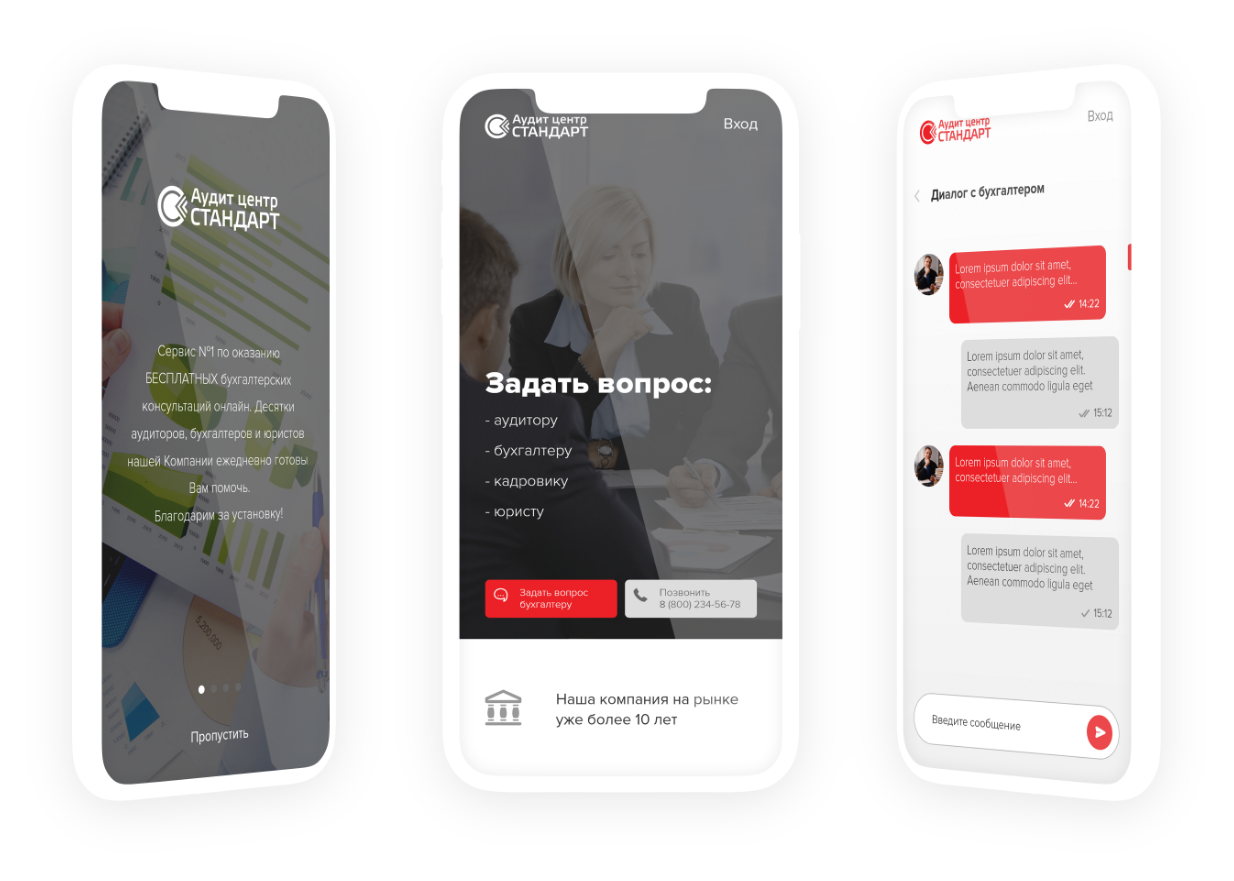 Аудит центр
СТАНДАРТ
Сервис №1 по оказанию
БЕСПЛАТНЫХ бухгалтерских
консультаций онлайн. Десятки
аудиторов, бухгалтеров и юристов
нашей Компании ежедневно готовы
Вам помочь.
Благодарим за установку!
$200,000
Пропустить
Аудит центр
СТАНДАРТ
Вход
Задать вопрос:
- аудитору
- бухгалтеру
- кадровику
- юристу
Задать вопрос
бухгалтеру
Позвонить
8 (800) 234-56-78
Наша компания на рынке
уже более 10 лет
Аудит центр
СТАНДАРТ
Вход
Диалог с бухгалтером
Lorem ipsum dolor sit amet,
consectetuer adipiscing elit...
14:22
Lorem ipsum dolor sit amet,
consectetuer adipiscing elit.
Aenean commodo ligula eget
15:12
Lorem ipsum dolor sit amet,
consectetuer adipiscing elit...
14:22
Lorem ipsum dolor sit amet,
consectetuer adipiscing elit.
Aenean commodo ligula eget
15:12
Введите сообщение